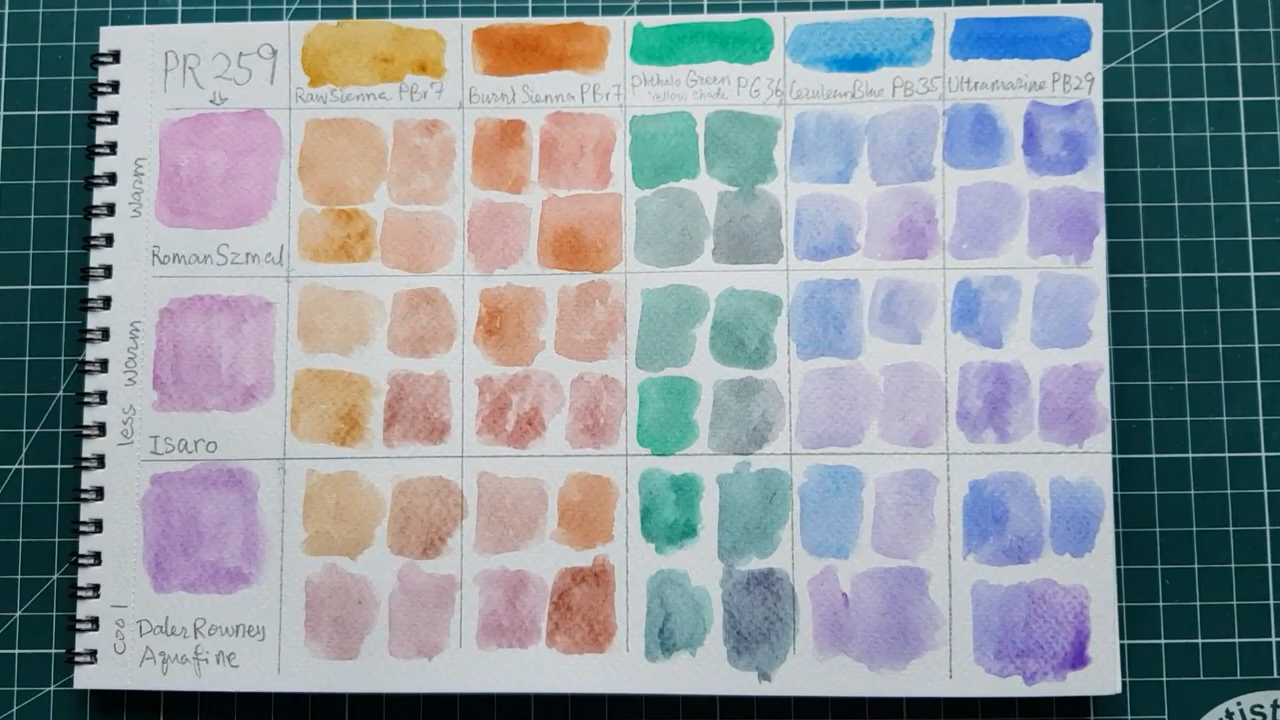 PR 259
Raw Sienna PBr7
Burnt Sienna PBr7
Phthalo Green PG36
Yellow Shade
Cerulean Blue PB35
Ultramarine PB29
warm
Roman Szmal
less warm
Isaro
cool
Daler Rowney
Aquafine